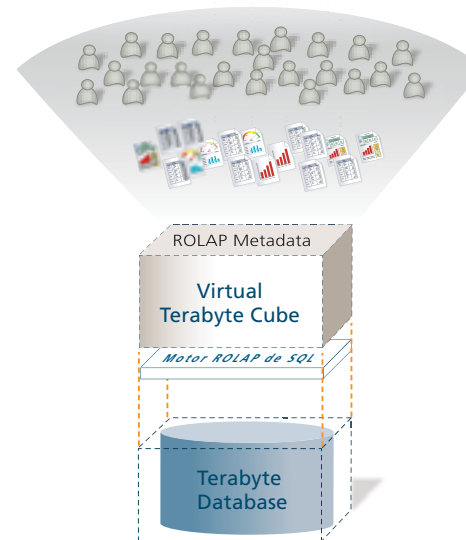 ROLAP Metadata
Virtual
Terabyte Cube
Motor ROLAP de SQL
Terabyte
Database